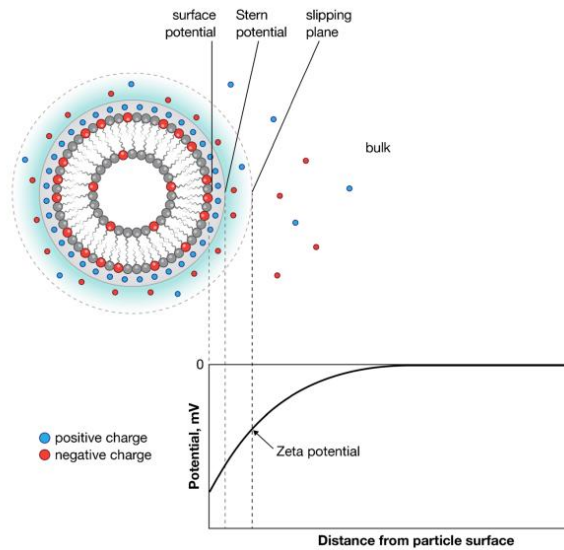 surface
potential
Stern
potential
slipping
plane
bulk
0
Potential, mV
positive charge
negative charge
Zeta potential
Distance from particle surface